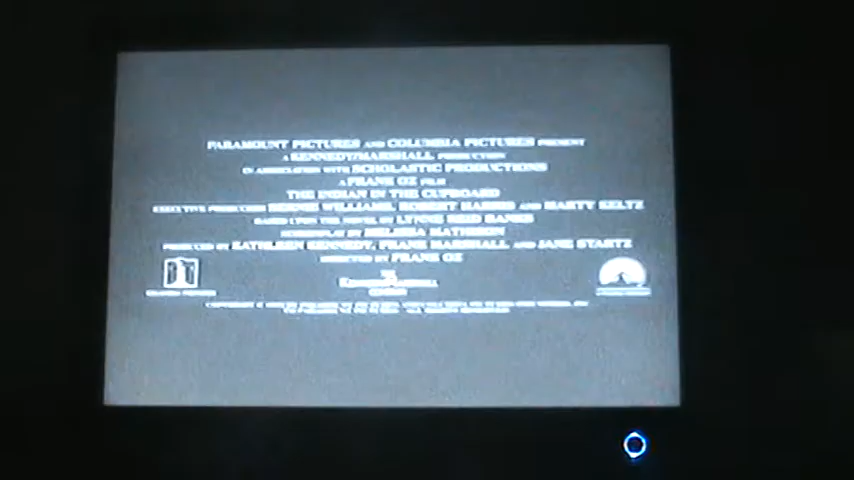 PARAMOUNT PICTURES AND COLUMBIA PICTURES PRESENT
A KENNEDY/MARSHALL PRODUCTION
IN ASSOCIATION WITH SCHOLASTIC PRODUCTIONS
A FRANK OZ FILM
THE INDIAN IN THE CUPBOARD
EXECUTIVE PRODUCERS BERNIE WILLIAMS, ROBERT HARRIS AND MARTY KELTZ
BASED UPON THE NOVEL BY LYNNE REID BANKS
SCREENPLAY BY MELISSA MATHISON
PRODUCED BY KATHLEEN KENNEDY, FRANK MARSHALL AND JANE STARTZ
DIRECTED BY FRANK OZ